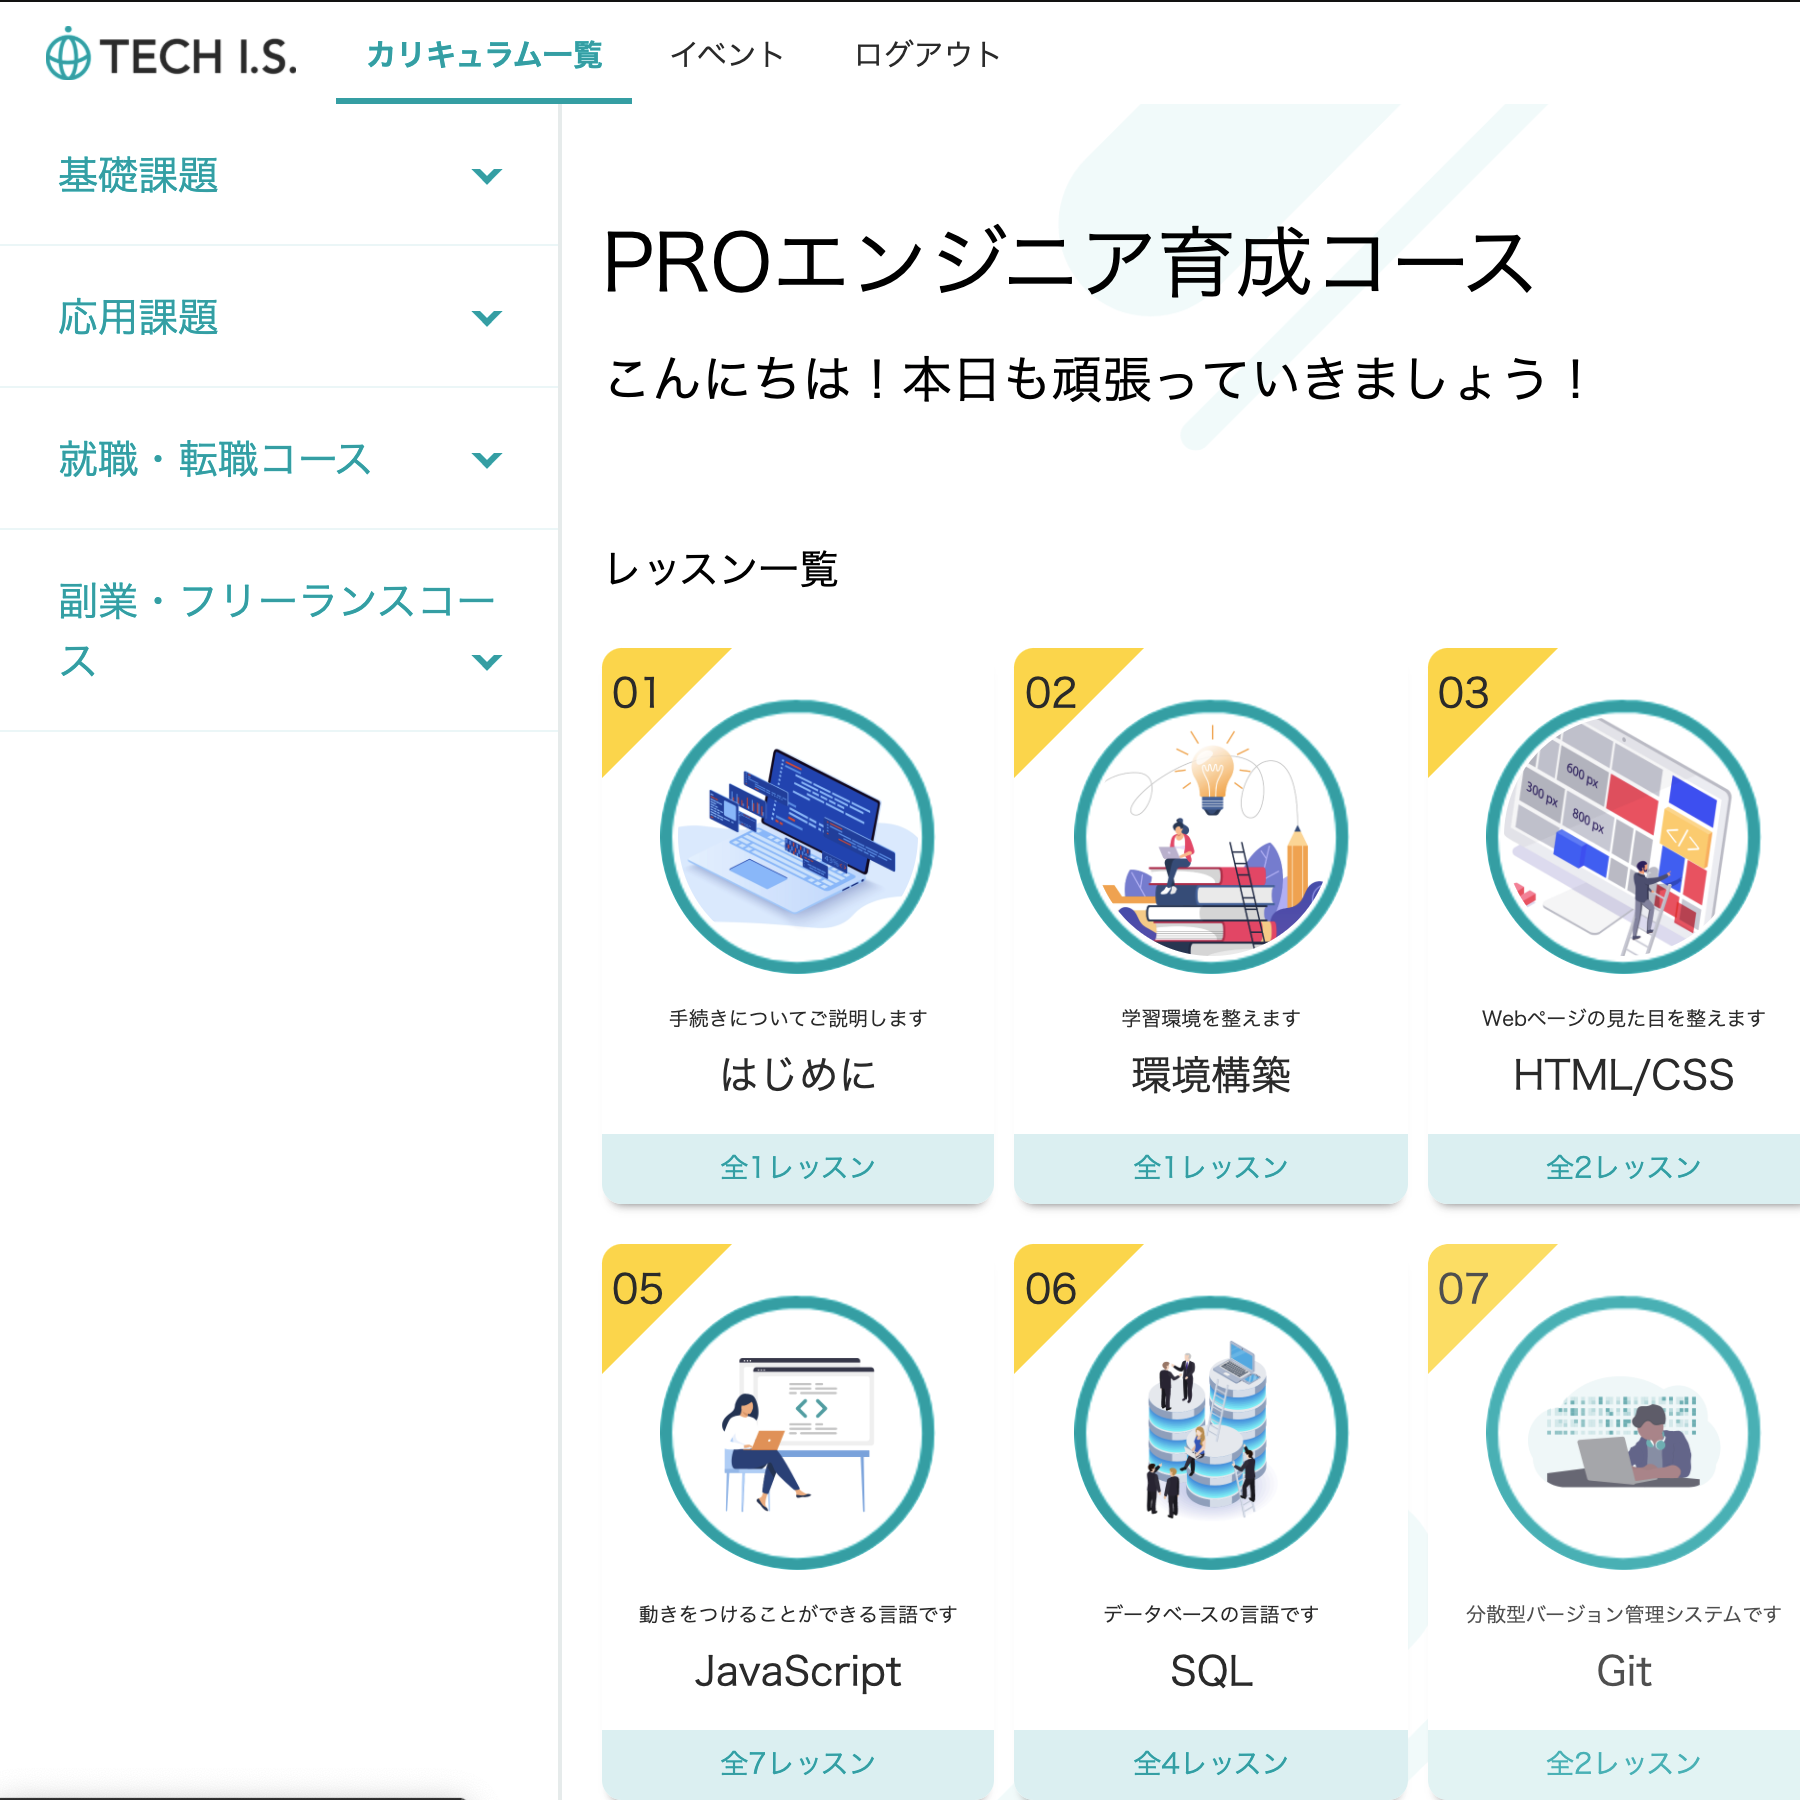 TECH I.S.
カリキュラム一覧
イベント
ログアウト
基礎課題
応用課題
就職・転職コース
副業・フリーランスコー
ス
PROエンジニア育成コース
こんにちは！本日も頑張っていきましょう！
レッスン一覧
01
手続きについてご説明します
はじめに
全1レッスン
02
学習環境を整えます
環境構築
全1レッスン
03
600 px
300 px
800 px
</>
Webページの見た目を整えます
HTML/CSS
全2レッスン
05
<>
動きをつけることができる言語です
JavaScript
全7レッスン
06
データベースの言語です
SQL
全4レッスン
07
分散型バージョン管理システムです
Git
全2レッスン